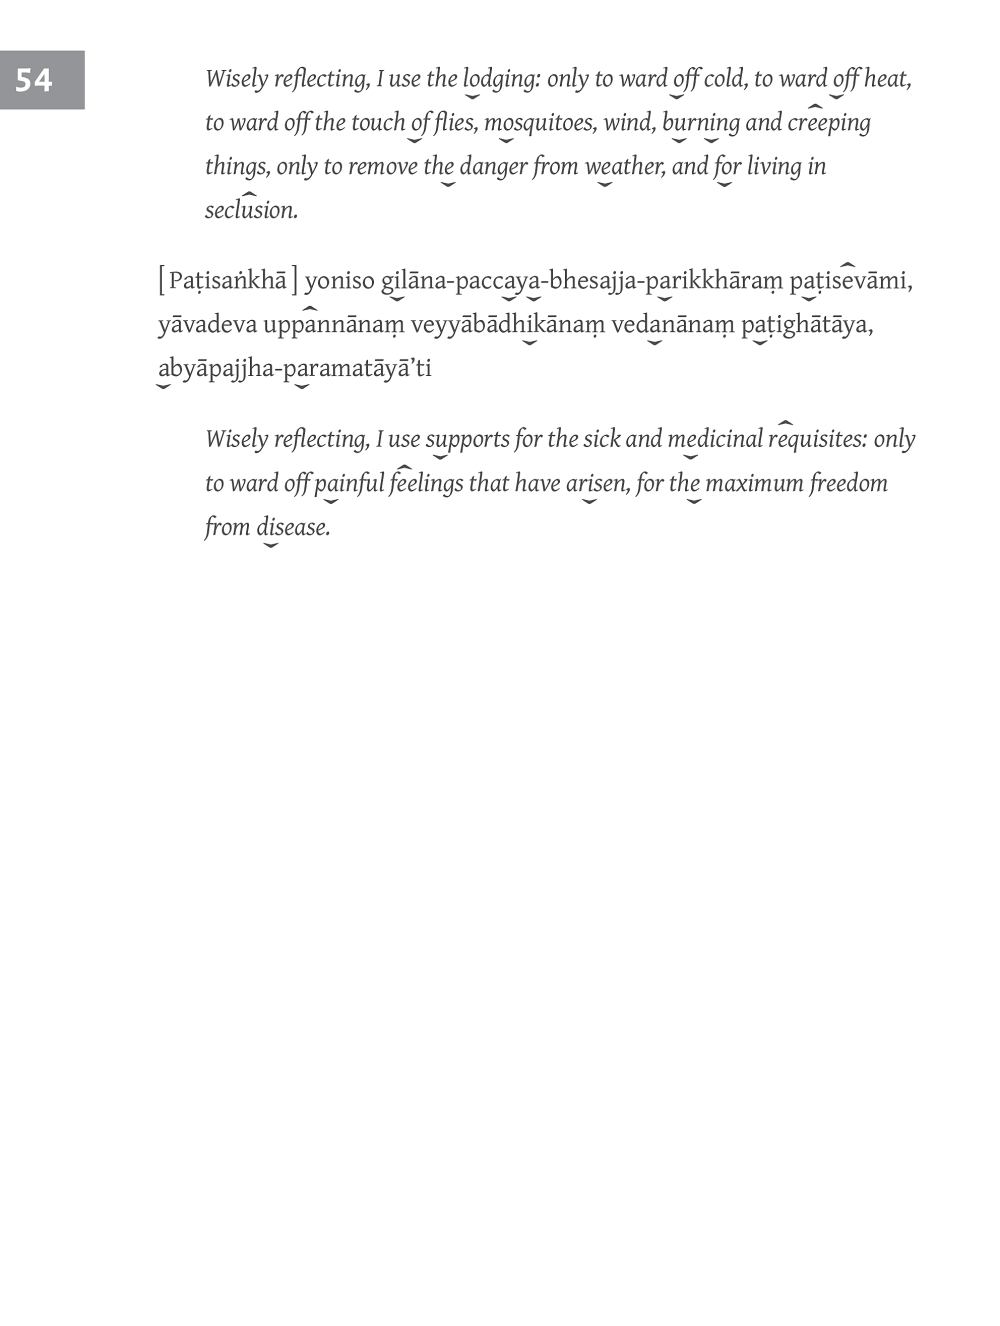 54
Wisely reflecting, I use the lodging: only to ward off cold, to ward off heat,
to ward off the touch of flies, mosquitoes, wind, burning and creeping
things, only to remove the danger from weather, and for living in
seclusion.
[ Paṭisaṅkhā ] yoniso gilāna-paccaya-bhesajja-parikkhāraṃ paṭisevāmi,
yāvadeva uppannānaṃ veyyābādhikānaṃ vedanānaṃ paṭighātāya,
abyāpajjha-paramatāyā’ti
Wisely reflecting, I use supports for the sick and medicinal requisites: only
to ward off painful feelings that have arisen, for the maximum freedom
from disease.